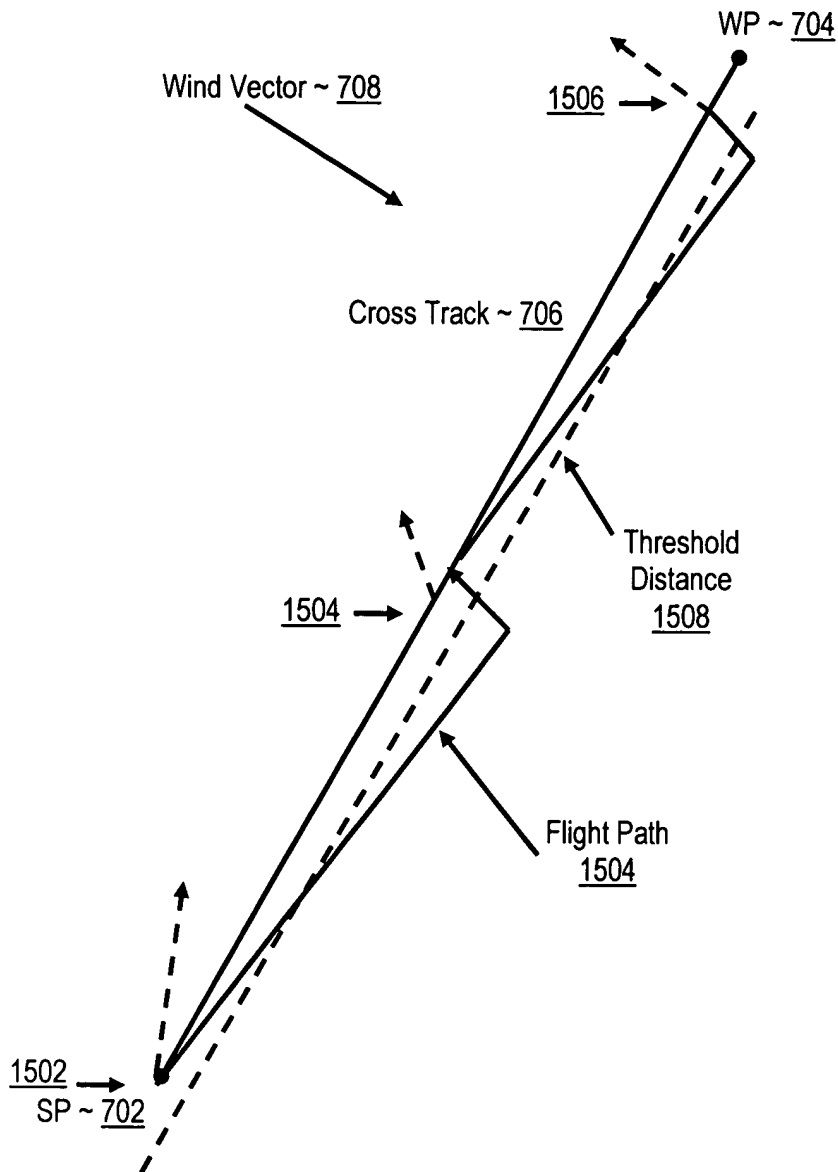 WP ~ 704
Wind Vector ~ 708
1506
Cross Track ~ 706
Threshold
Distance
1508
1504
Flight Path
1504
1502
SP ~ 702